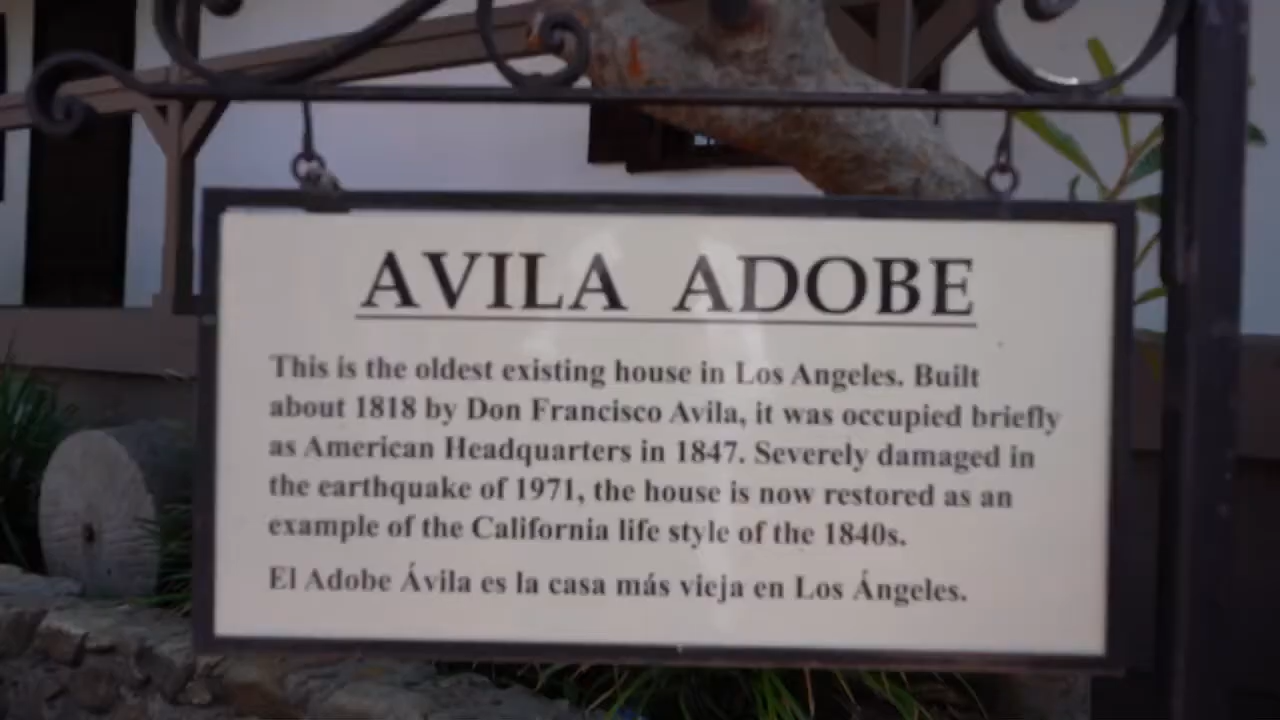 AVILA ADOBE
This is the oldest existing house in Los Angeles. Built
about 1818 by Don Francisco Avila, it was occupied briefly
as American Headquarters in 1847. Severely damaged in
the earthquake of 1971, the house is now restored as an
example of the California life style of the 1840s.
El Adobe Ávila es la casa más vieja en Los Ángeles.